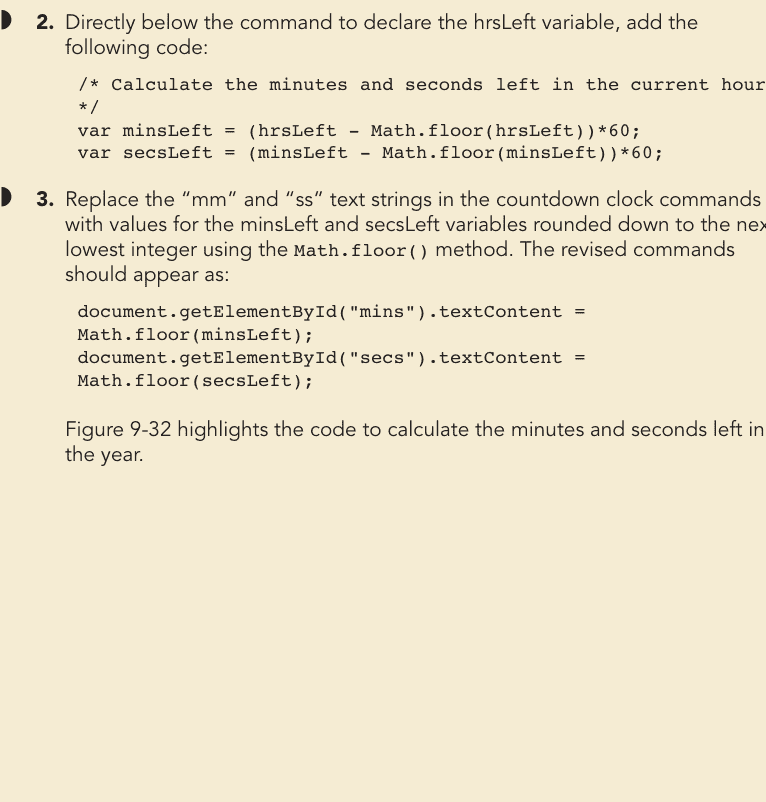 2. Directly below the command to declare the hrsLeft variable, add the
following code:
/* Calculate the minutes and seconds left in the current hour
*/
var minsLeft = (hrsLeft - Math.floor(hrsLeft))*60;
var secsLeft = (minsLeft - Math.floor(minsLeft))*60;
3. Replace the “mm” and “ss” text strings in the countdown clock commands
with values for the minsLeft and secsLeft variables rounded down to the
lowest integer using the Math.floor() method. The revised commands
should appear as:
document.getElementById("mins").textContent =
Math.floor(minsLeft);
document.getElementById("secs").textContent =
Math.floor(secsLeft);
Figure 9-32 highlights the code to calculate the minutes and seconds left in
the year.